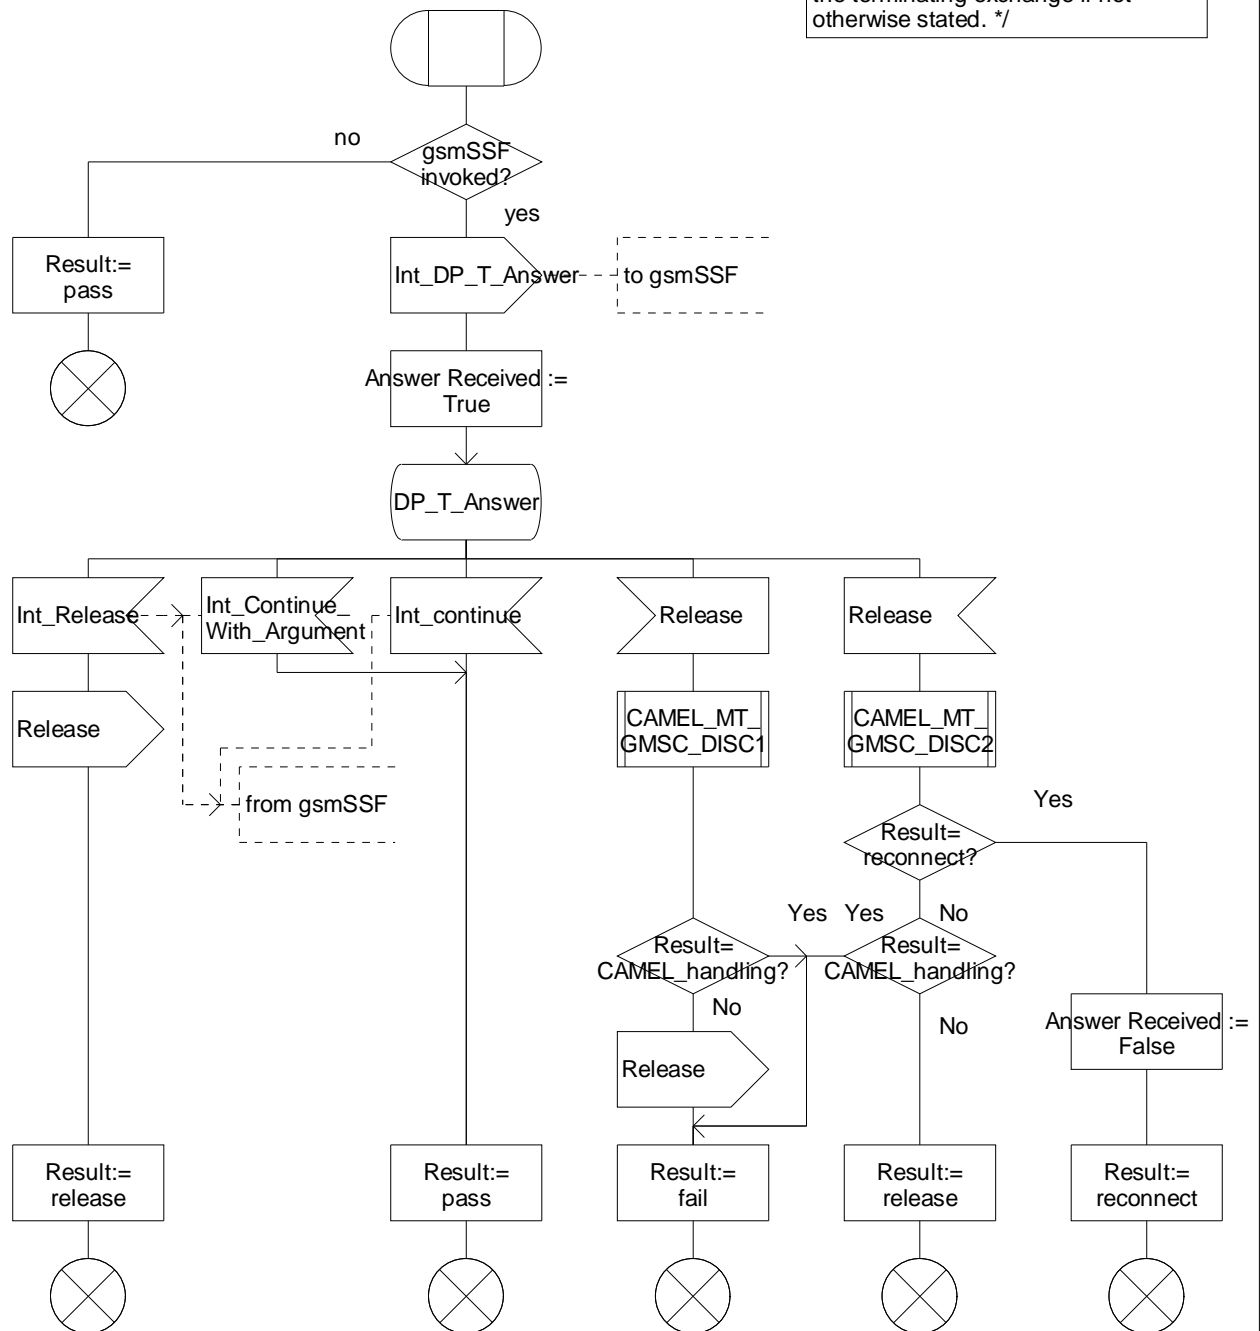 the terminating exchange if not
otherwise stated. */
no
gsmSSF
invoked?
yes
Result:=
pass
Int_DP_T_Answer
to gsmSSF
Answer Received :=
True
DP_T_Answer
Int_Release
Int_Continue_
With_Argument
Int_continue
Release
Release
Release
CAMEL_MT_
GMSC_DISC1
CAMEL_MT_
GMSC_DISC2
from gsmSSF
Yes
Result=
reconnect?
Yes
Yes
No
Result=
CAMEL_handling?
Result=
CAMEL_handling?
No
No
Answer Received :=
False
Release
Result:=
release
Result:=
pass
Result:=
fail
Result:=
release
Result:=
reconnect